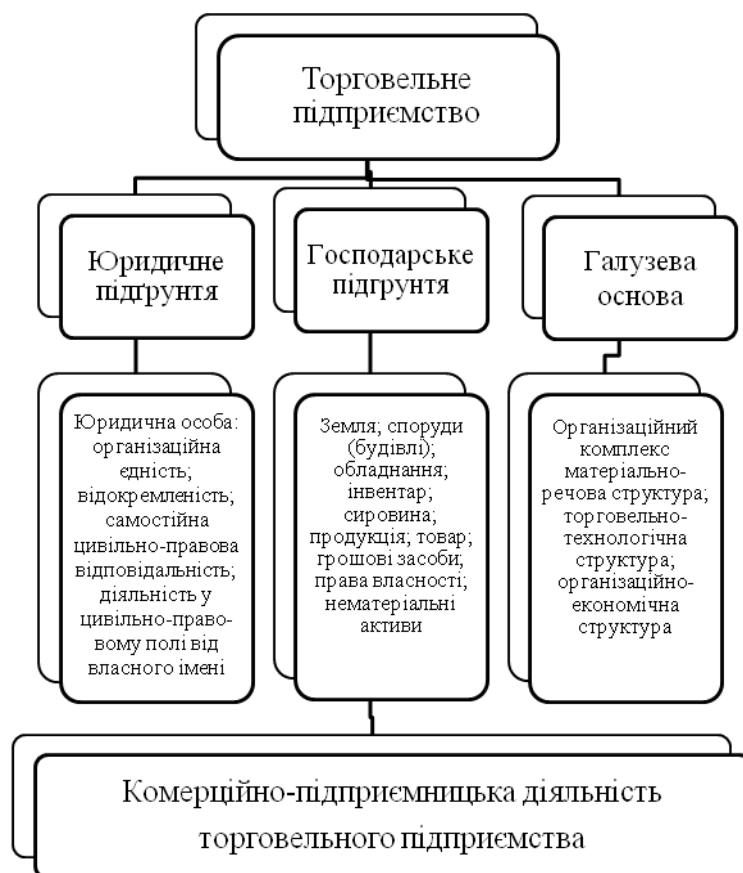 Торговельне
підприємство
Юридичне
підґрунтя
Господарське
підгрунтя
Галузева
основа
Юридична особа:
організаційна
єдність;
відокремленість;
самостійна
цивільно-правова
відповідальність;
діяльність у
цивільно-право-
вому полі від
власного імені
Земля; споруди
(будівлі);
обладнання;
інвентар;
сировина;
продукція; товар;
грошові засоби;
права власності;
нематеріальні
активи
Організаційний
комплекс
матеріально-
речова структура;
торговельно-
технологічна
структура;
організаційно-
економічна
структура
Комерційно-підприємницька діяльність
торговельного підприємства